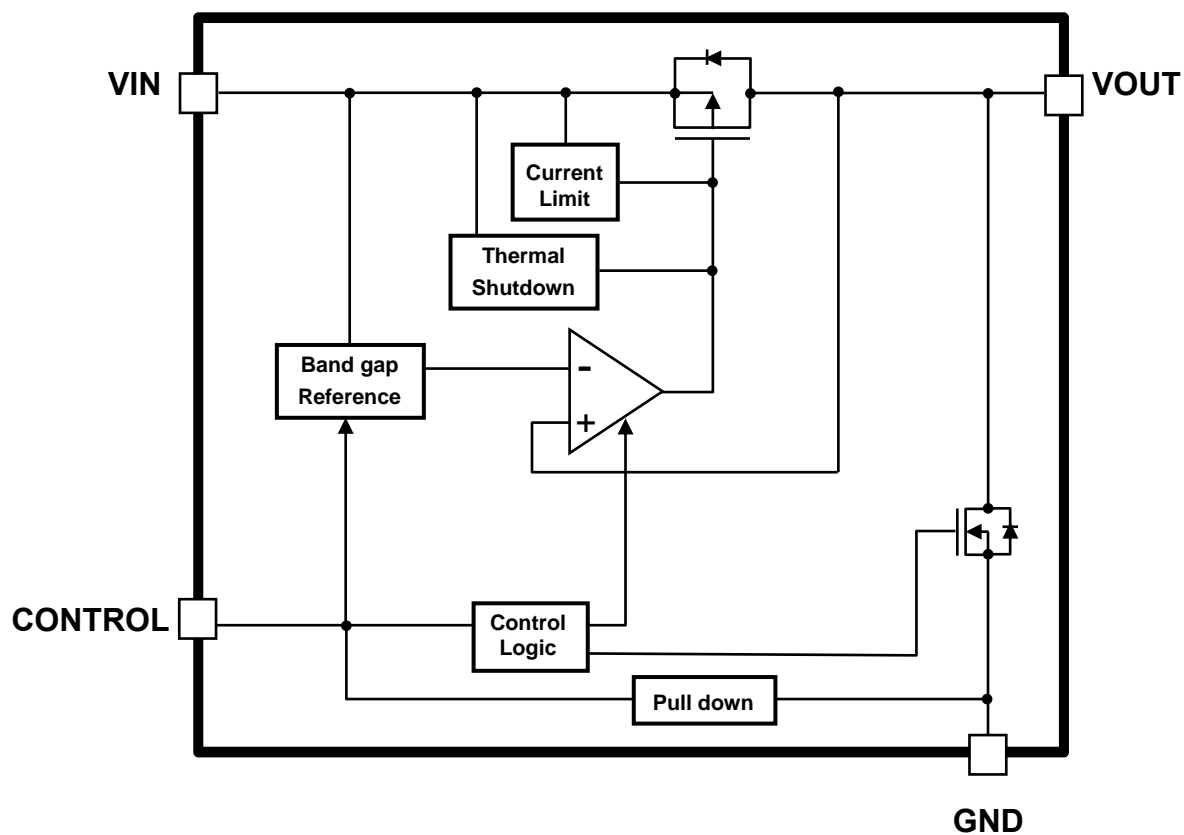 VIN
VOUT
Current
Limit
Thermal
Shutdown
Band gap
Reference
-
+
CONTROL
Control
Logic
Pull down
GND